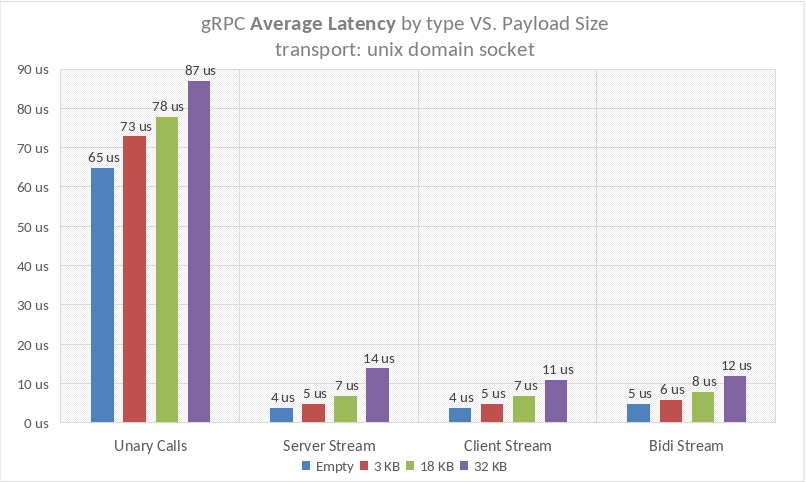 gRPC Average Latency by type VS. Payload Size
transport: unix domain socket
90 us
80 us
70 us
60 us
50 us
40 us
30 us
20 us
10 us
0 us
65 us
73 us
78 us
87 us
4 us
5 us
7 us
14 us
4 us
5 us
7 us
11 us
5 us
6 us
8 us
12 us
Unary Calls
Server Stream
Client Stream
Bidi Stream
Empty 3 KB 18 KB 32 KB